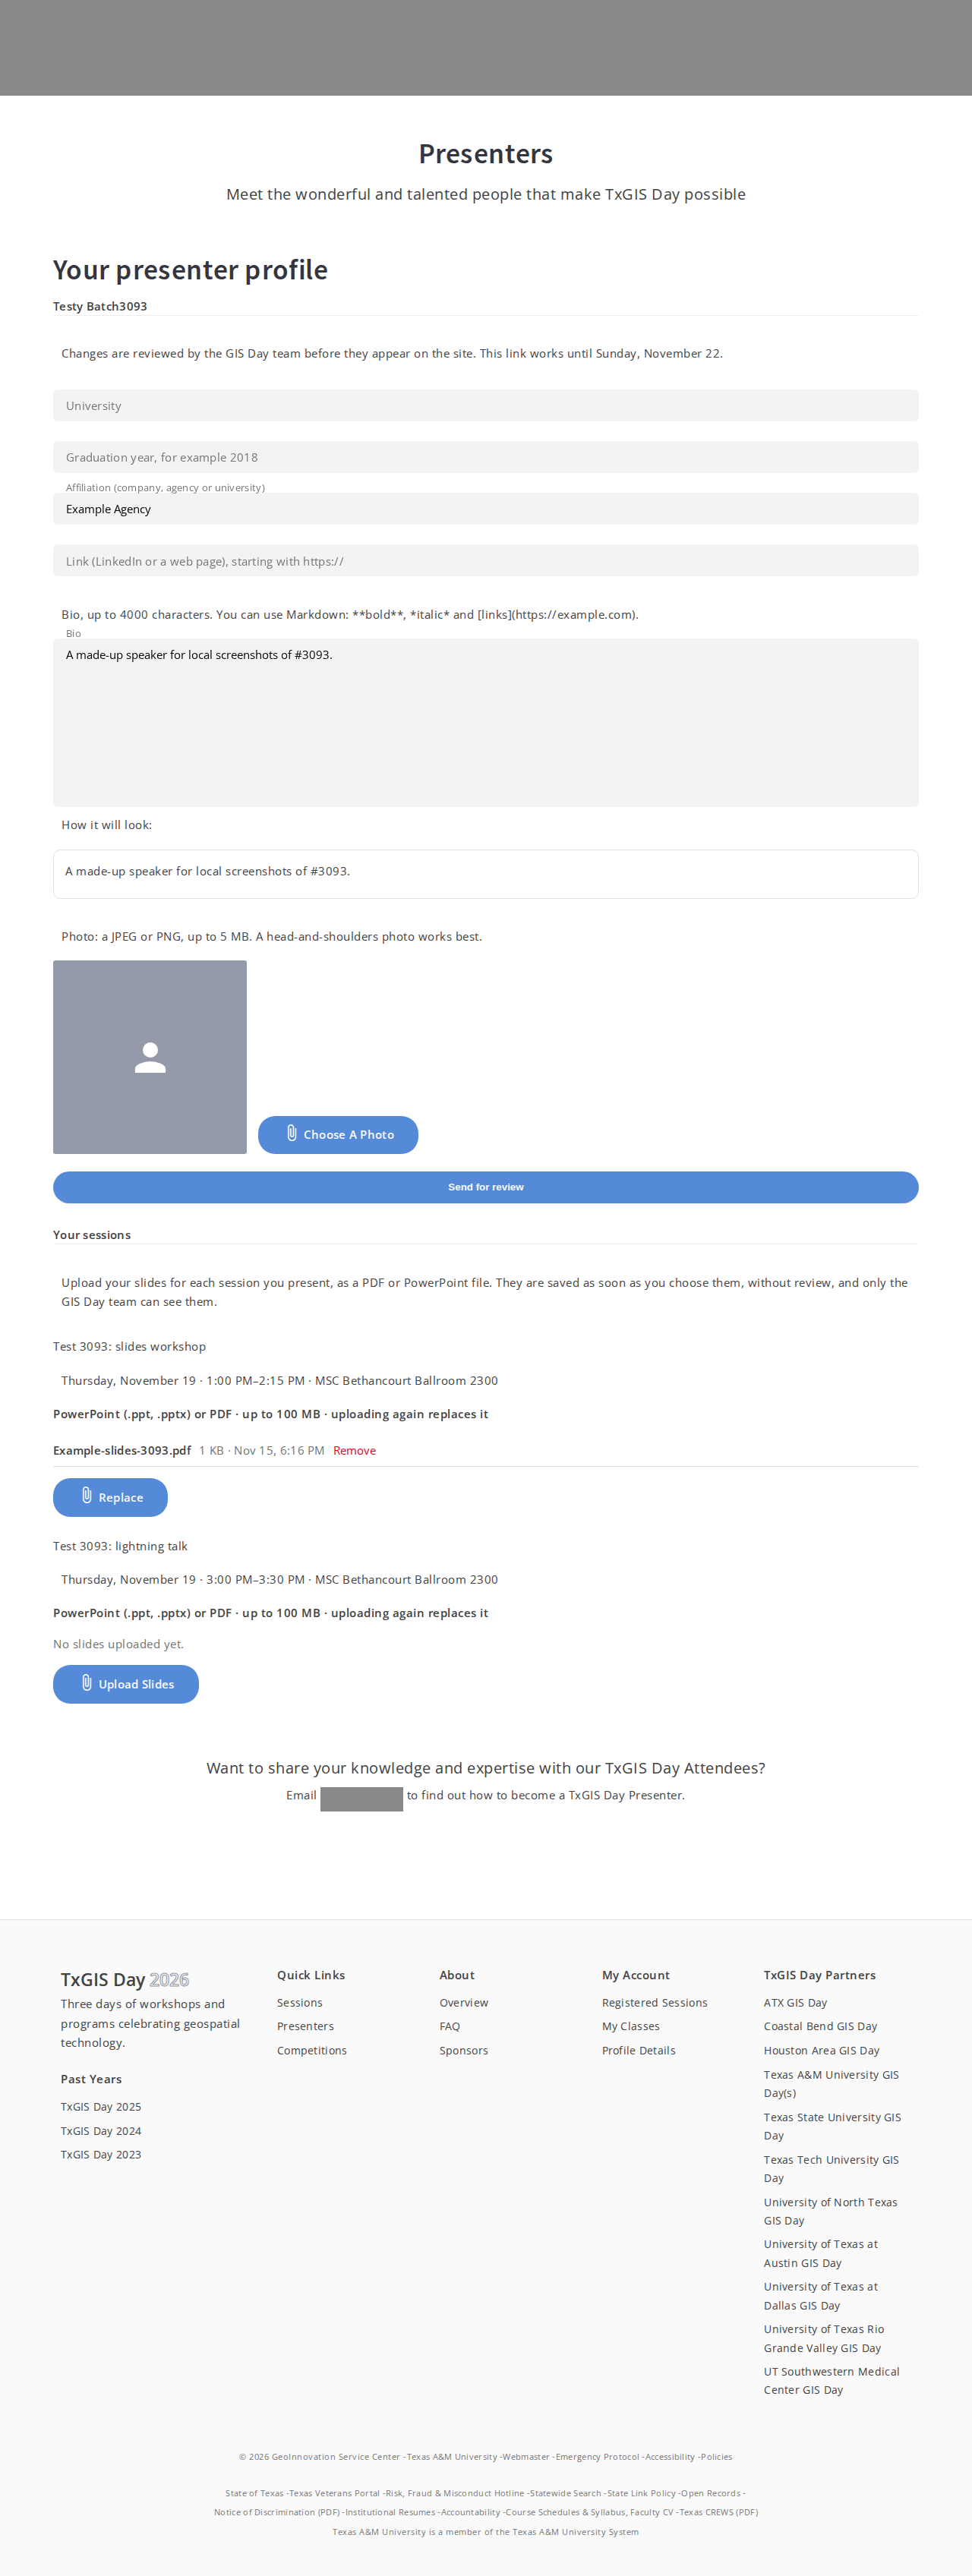 Presenters
Meet the wonderful and talented people that make TxGIS Day possible
Your presenter profile
Testy Batch3093
Changes are reviewed by the GIS Day team before they appear on the site. This link works until Sunday, November 22.
University
Graduation year, for example 2018
Affiliation (company, agency or university)
Example Agency
Link (LinkedIn or a web page), starting with https://
Bio, up to 4000 characters. You can use Markdown: **bold**, *italic* and [links](https://example.com).
Bio
A made-up speaker for local screenshots of #3093.
How it will look:
A made-up speaker for local screenshots of #3093.
Photo: a JPEG or PNG, up to 5 MB. A head-and-shoulders photo works best.
Choose A Photo
Send for review
Your sessions
Upload your slides for each session you present, as a PDF or PowerPoint file. They are saved as soon as you choose them, without review, and only the
GIS Day team can see them.
Test 3093: slides workshop
Thursday, November 19 · 1:00 PM–2:15 PM · MSC Bethancourt Ballroom 2300
PowerPoint (.ppt, .pptx) or PDF · up to 100 MB · uploading again replaces it
Example-slides-3093.pdf 1 KB · Nov 15, 6:16 PM Remove
Replace
Test 3093: lightning talk
Thursday, November 19 · 3:00 PM–3:30 PM · MSC Bethancourt Ballroom 2300
PowerPoint (.ppt, .pptx) or PDF · up to 100 MB · uploading again replaces it
No slides uploaded yet.
Upload Slides
Want to share your knowledge and expertise with our TxGIS Day Attendees?
Email to find out how to become a TxGIS Day Presenter.
TxGIS Day 2026
Three days of workshops and
programs celebrating geospatial
technology.
Past Years
TxGIS Day 2025
TxGIS Day 2024
TxGIS Day 2023
Quick Links
Sessions
Presenters
Competitions
About
Overview
FAQ
Sponsors
My Account
Registered Sessions
My Classes
Profile Details
TxGIS Day Partners
ATX GIS Day
Coastal Bend GIS Day
Houston Area GIS Day
Texas A&M University GIS
Day(s)
Texas State University GIS
Day
Texas Tech University GIS
Day
University of North Texas
GIS Day
University of Texas at
Austin GIS Day
University of Texas at
Dallas GIS Day
University of Texas Rio
Grande Valley GIS Day
UT Southwestern Medical
Center GIS Day
© 2026 GeoInnovation Service Center -Texas A&M University -Webmaster -Emergency Protocol -Accessibility -Policies
State of Texas -Texas Veterans Portal -Risk, Fraud & Misconduct Hotline -Statewide Search -State Link Policy -Open Records -
Notice of Discrimination (PDF) -Institutional Resumes -Accountability -Course Schedules & Syllabus, Faculty CV -Texas CREWS (PDF)
Texas A&M University is a member of the Texas A&M University System